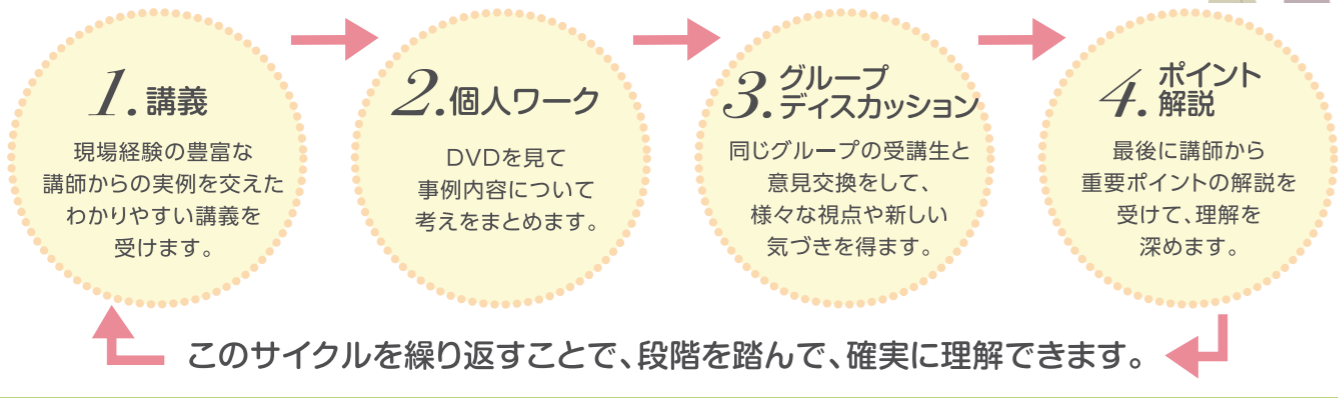 1.講義
現場経験の豊富な
講師からの実例を交えた
わかりやすい講義を
受けます。
2.個人ワーク
DVDを見て
事例内容について
考えをまとめます。
3.グループ
ディスカッション
同じグループの受講生と
意見交換をして、
様々な視点や新しい
気づきを得ます。
4.ポイント
解説
最後に講師から
重要ポイントの解説を
受けて、理解を
深めます。
このサイクルを繰り返すことで、段階を踏んで、確実に理解できます。